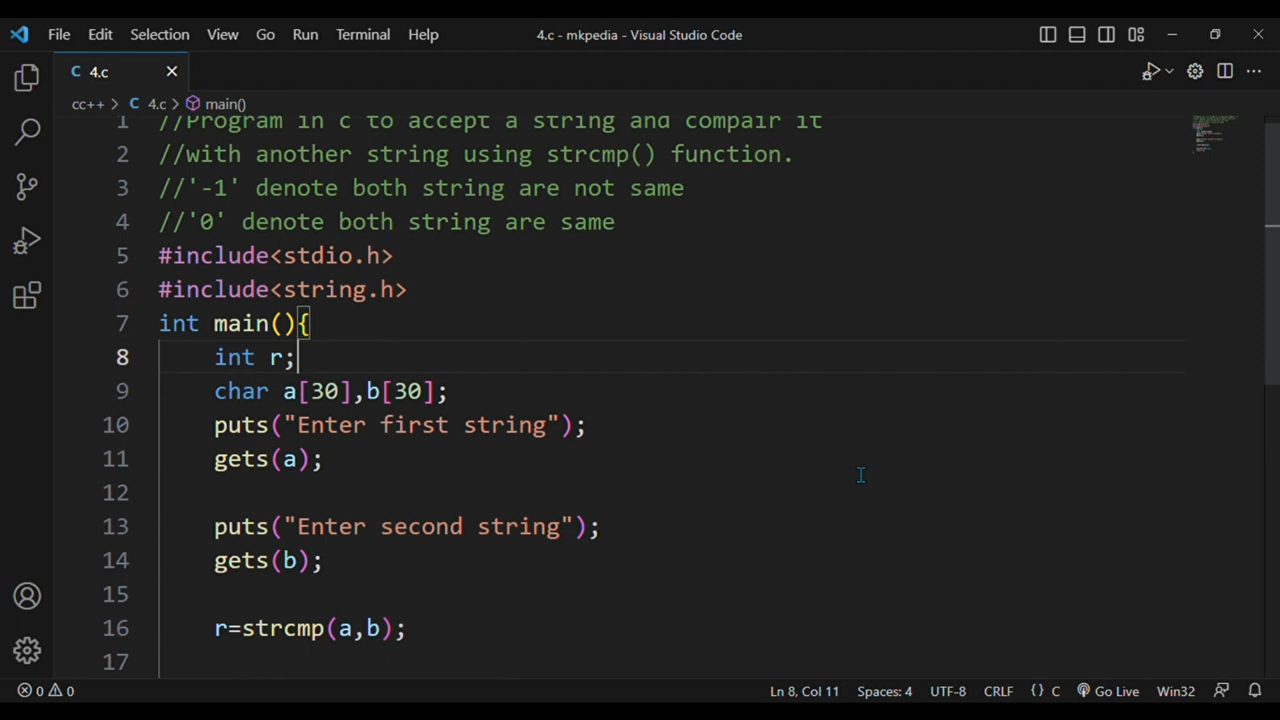 File Edit Selection View Go Run Terminal Help 4.c - mkpedia - Visual Studio Code
C 4.c
cc++ > C 4.c > main()
1 //Program in c to accept a string and compair it
2 //with another string using strcmp() function.
3 //'-1' denote both string are not same
4 //'0' denote both string are same
5 #include<stdio.h>
6 #include<string.h>
7 int main(){
8 int r;
9 char a[30],b[30];
10 puts("Enter first string");
11 gets(a);
12
13 puts("Enter second string");
14 gets(b);
15
16 r=strcmp(a,b);
17
0 0 Ln 8, Col 11 Spaces: 4 UTF-8 CRLF {} C Go Live Win32